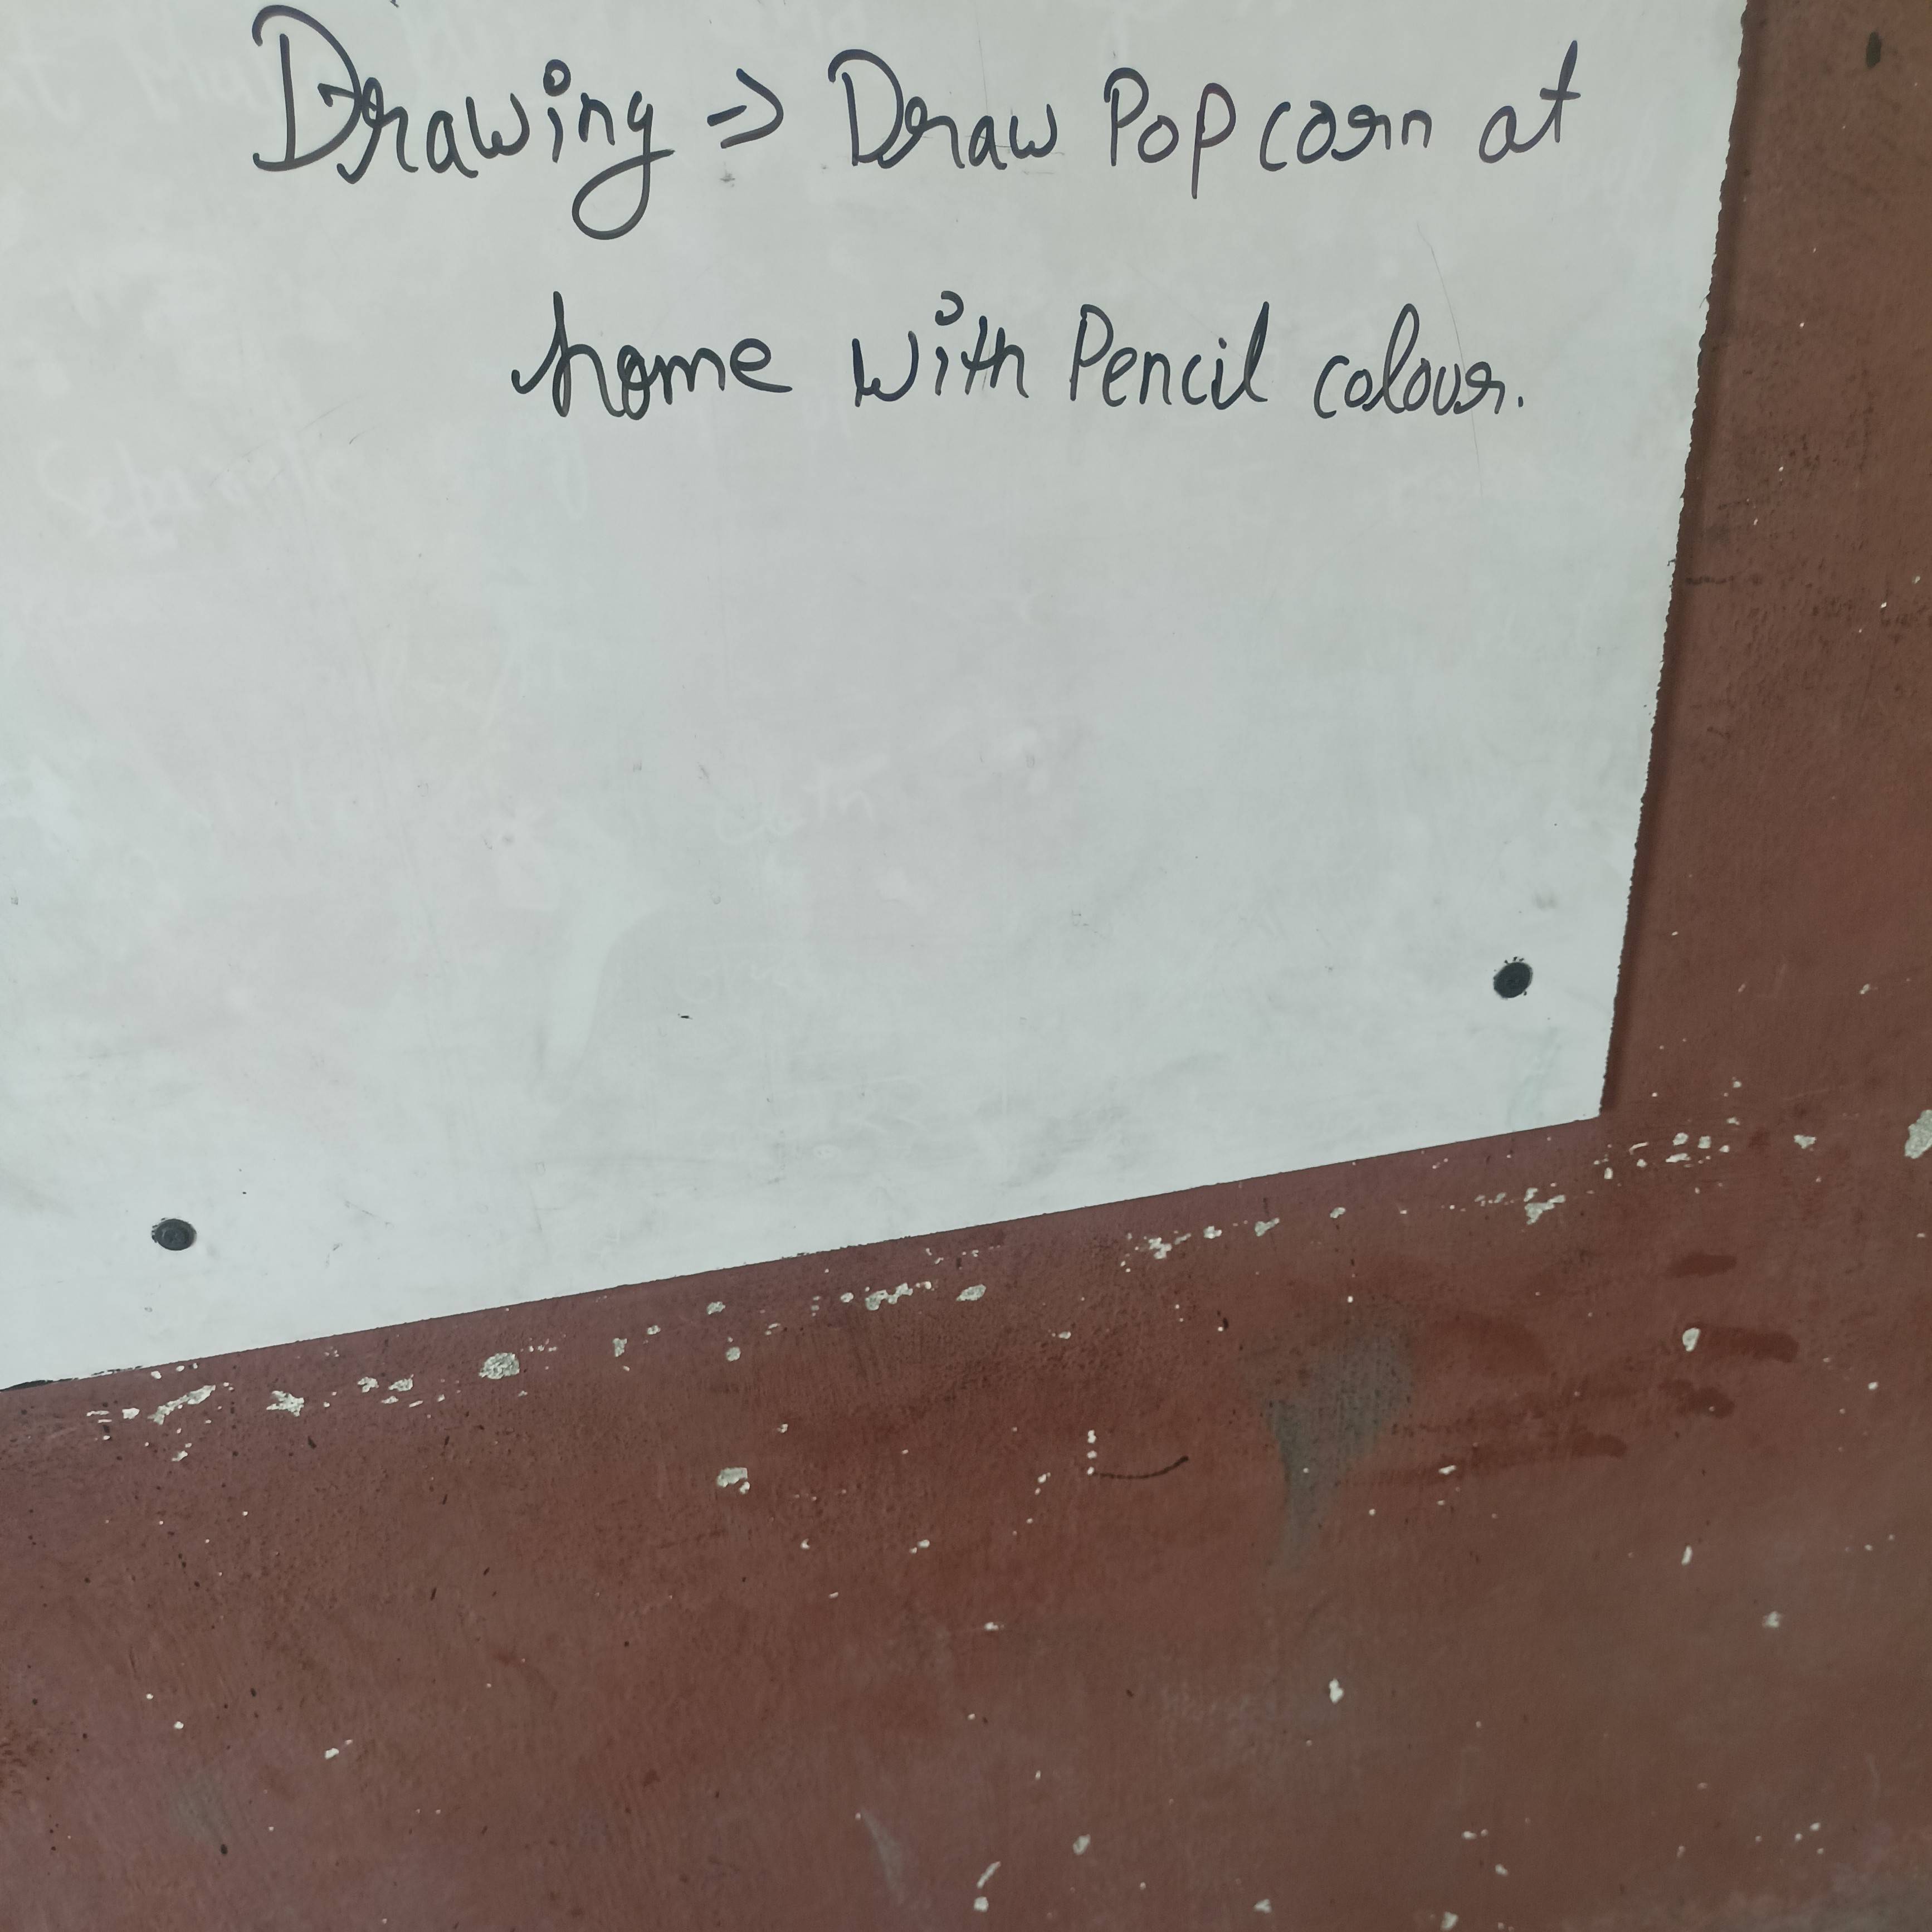 Drawing => Draw Popcorn at
home with Pencil colour.